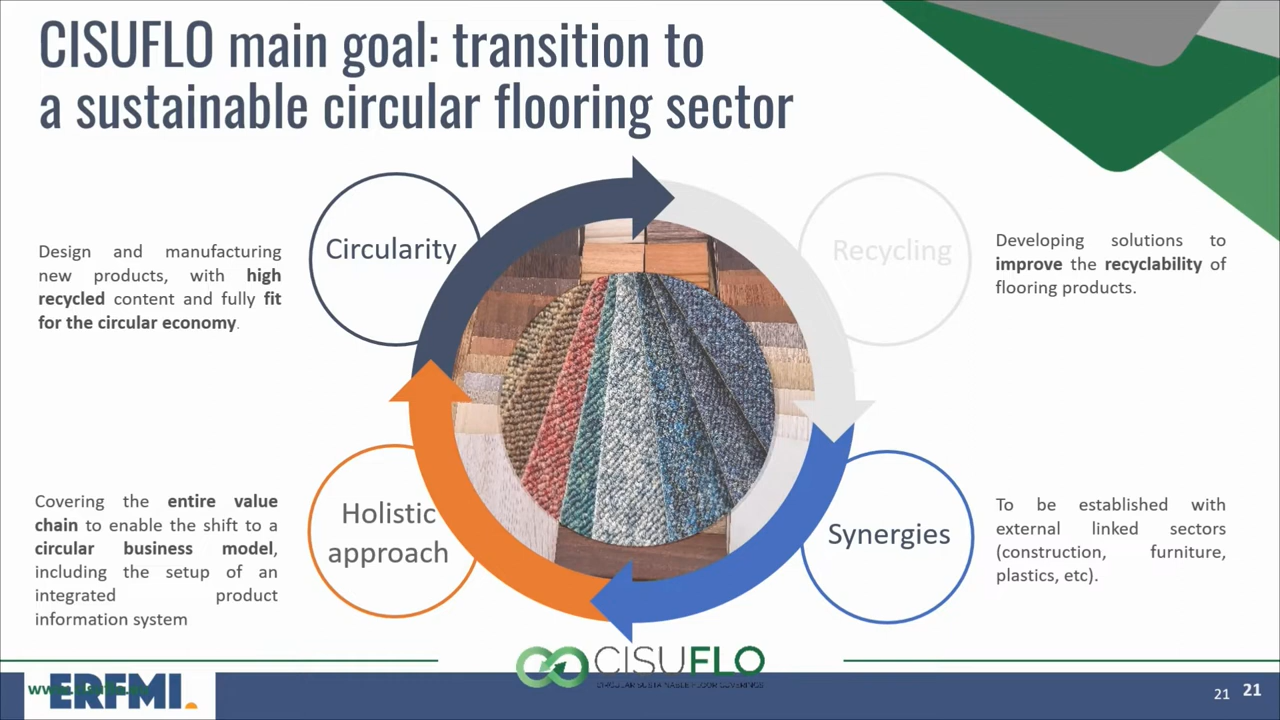 CISUFLO main goal: transition to
a sustainable circular flooring sector
Circularity
Design and manufacturing
new products, with high
recycled content and fully fit
for the circular economy.
Recycling
Developing solutions to
improve the recyclability of
flooring products.
Holistic
approach
Covering the entire value
chain to enable the shift to a
circular business model,
including the setup of an
integrated product
information system
Synergies
To be established with
external linked sectors
(construction, furniture,
plastics, etc).
CISUFLO
CIRCULAR SUSTAINABLE FLOOR COVERINGS
ERFMI.
21 21